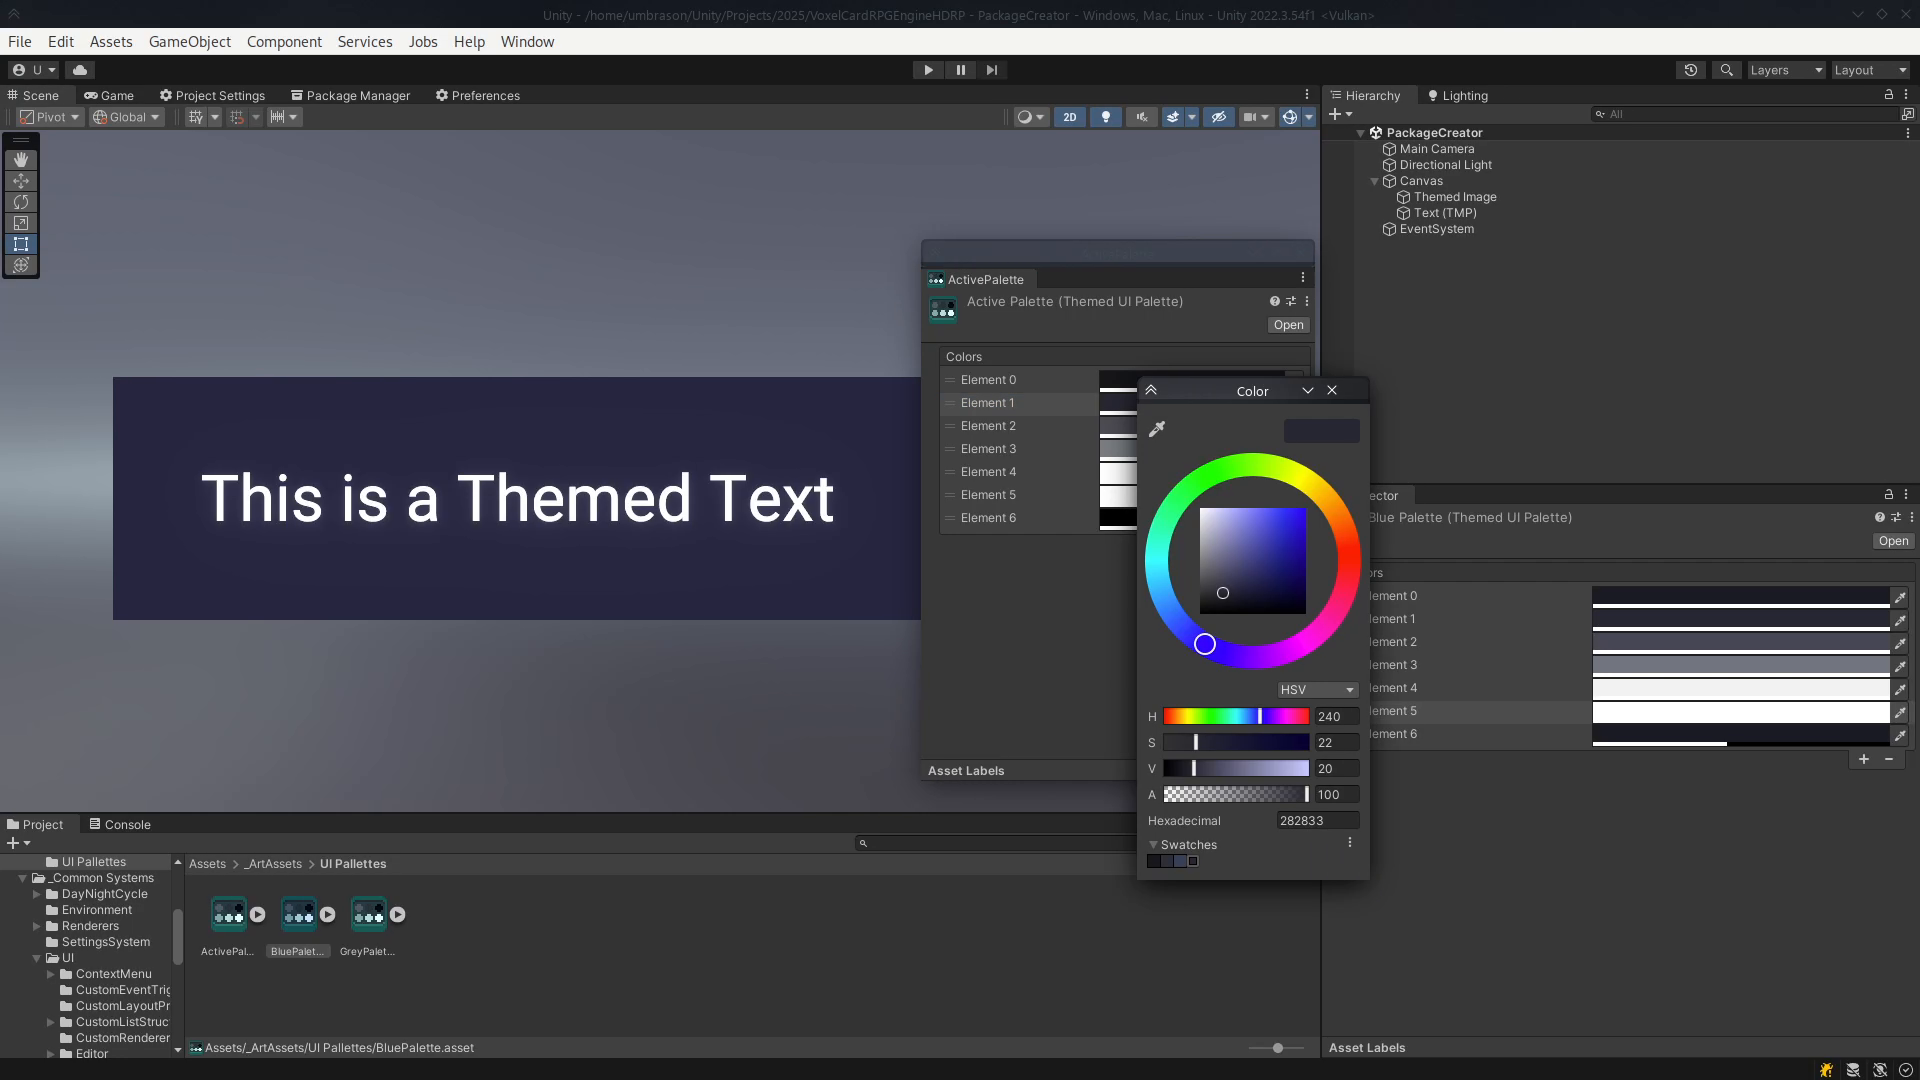 Unity - /home/umbrason/Unity/Projects/2025/VoxelCardRPGEngineHDRP - PackageCreator - Windows, Mac, Linux - Unity 2022.3.54f1 <Vulkan>
File Edit Assets GameObject Component Services Jobs Help Window
U
Layers
Layout
Scene
Game
Project Settings
Package Manager
Preferences
Pivot
Global
2D
Hierarchy
Lighting
All
PackageCreator
Main Camera
Directional Light
Canvas
Themed Image
Text (TMP)
EventSystem
This is a Themed Text
ActivePalette
Active Palette (Themed UI Palette)
Open
Colors
Element 0
Element 1
Element 2
Element 3
Element 4
Element 5
Element 6
Asset Labels
Color
HSV
H 240
S 22
V 20
A 100
Hexadecimal 282833
Swatches
ector
Blue Palette (Themed UI Palette)
Open
ors
lement 0
lement 1
lement 2
lement 3
lement 4
lement 5
lement 6
Asset Labels
Project
Console
UI Pallettes
_Common Systems
DayNightCycle
Environment
Renderers
SettingsSystem
UI
ContextMenu
CustomEventTrig
CustomLayoutPr
CustomListStruc
CustomRenderer
Editor
Assets > _ArtAssets > UI Pallettes
ActivePal...
BluePalet...
GreyPalet...
Assets/_ArtAssets/UI Pallettes/BluePalette.asset